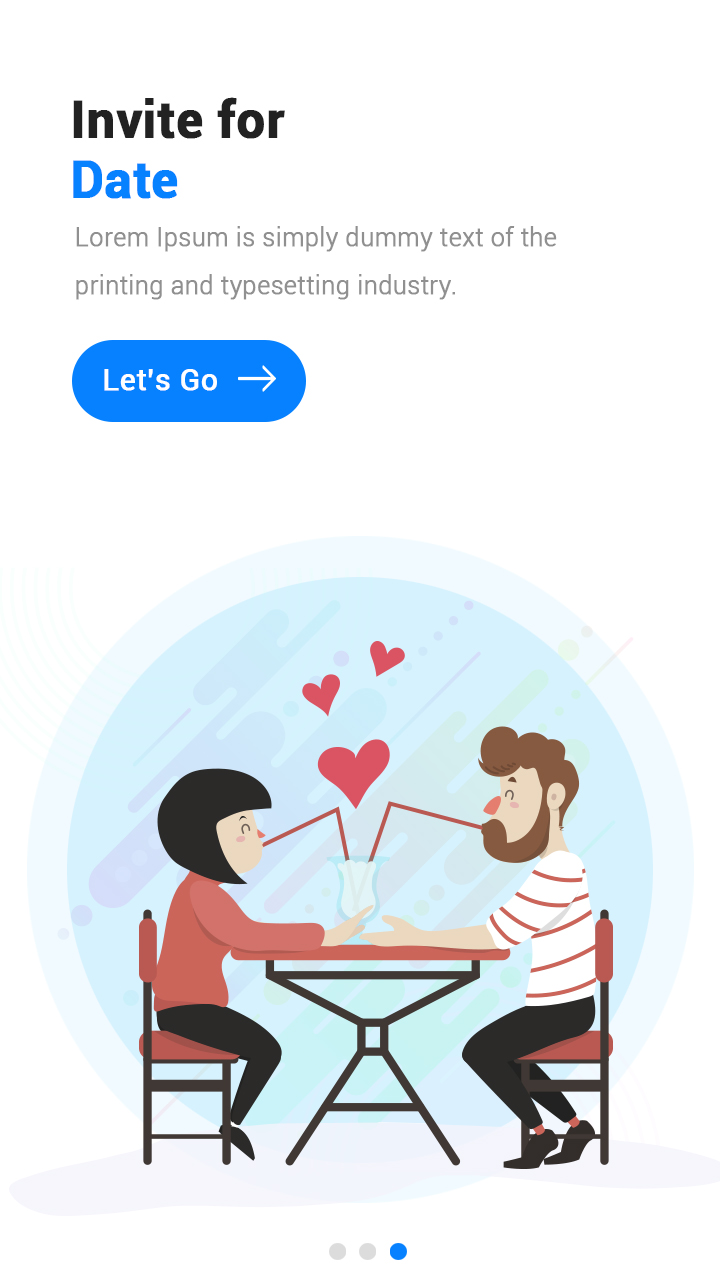 Invite for
Date
Lorem Ipsum is simply dummy text of the
printing and typesetting industry.
Let's Go